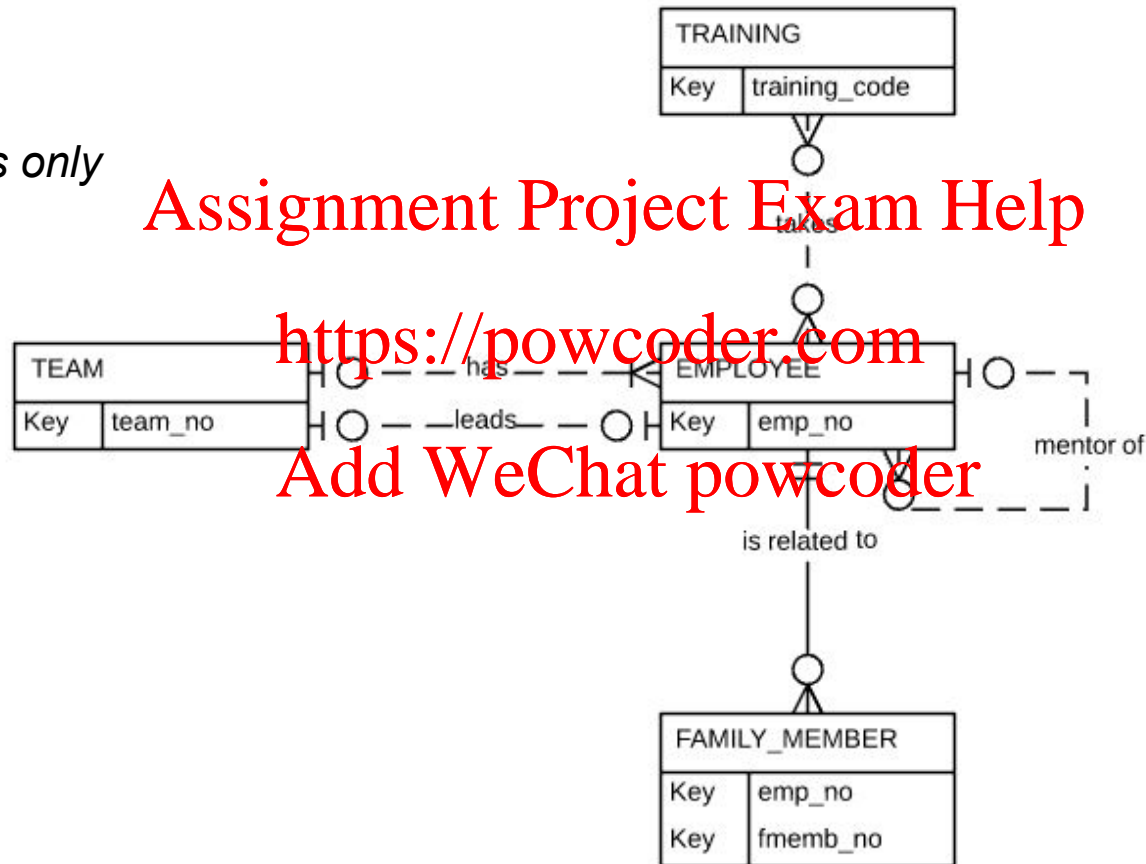 TRAINING
Key training_code
s only
Assignment Project Exam Help
takes
https://powcoder.com
TEAM
has
EMPLOYEE
Key team_no
leads
Key emp_no
mentor of
Add WeChat powcoder
is related to
FAMILY_MEMBER
Key emp_no
Key fmemb_no